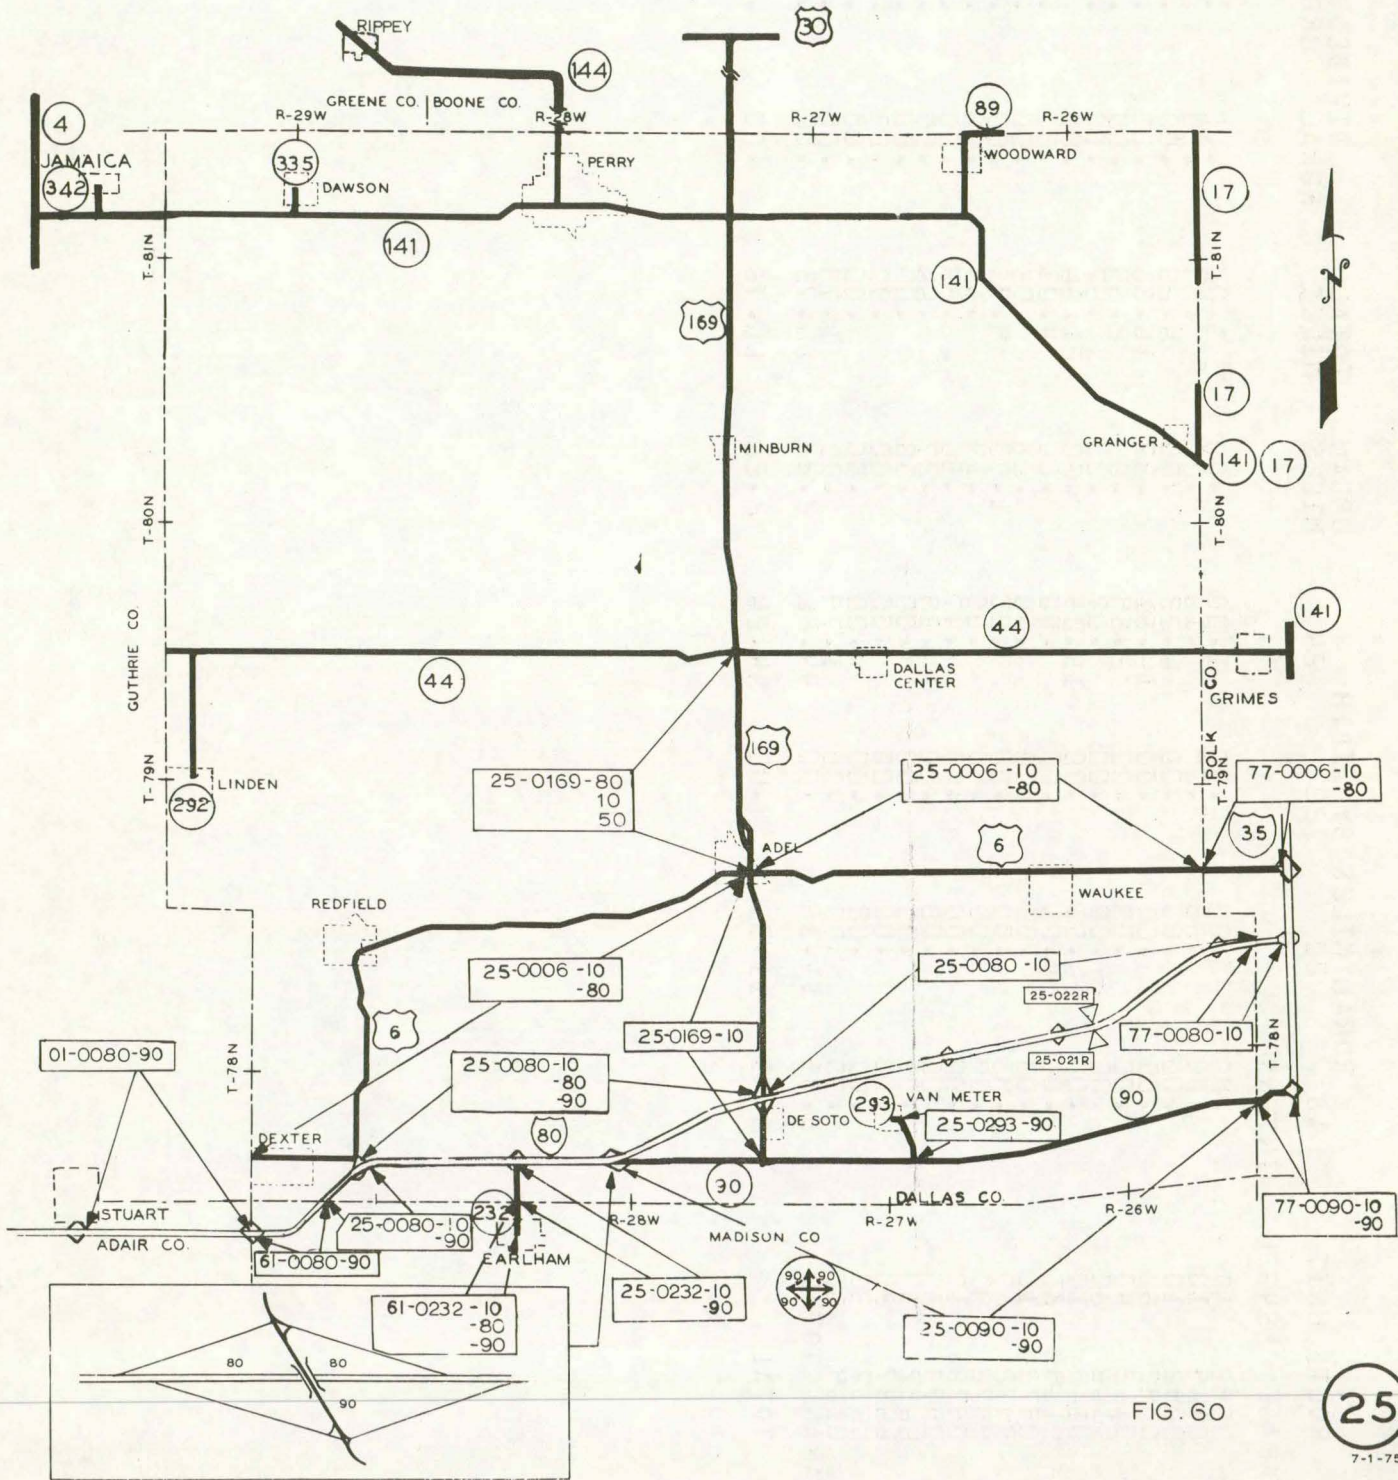 30
RIPPEY
144
GREENE CO.
BOONE CO.
4
R-29W
R-28W
R-27W
89
R-26W
JAMAICA
335
PERRY
WOODWARD
342
DAWSON
17
141
T-81N
T-81N
141
169
17
MINBURN
GRANGER
141
17
T-80N
T-80N
GUTHRIE CO.
141
44
44
DALLAS
CENTER
POLK CO.
GRIMES
169
T-79N
LINDEN
292
25-0169-80
10
50
25-0006-10
-80
T-79N
77-0006-10
-80
35
ADEL
6
WAUKEE
REDFIELD
25-0006-10
-80
25-0080-10
25-022R
6
25-0169-10
77-0080-10
01-0080-90
T-78N
25-0080-10
-80
-90
25-021R
T-78N
293
VAN METER
90
DE SOTO
25-0293-90
DEXTER
80
90
DALLAS CO.
STUART
232
R-28W
R-27W
R-26W
77-0090-10
-90
ADAIR CO.
25-0080-10
-90
MADISON CO
61-0080-90
EARLHAM
90 90
90 90
61-0232-10
-80
-90
25-0232-10
-90
25-0090-10
-90
80
80
90
FIG. 60
25
7-1-75